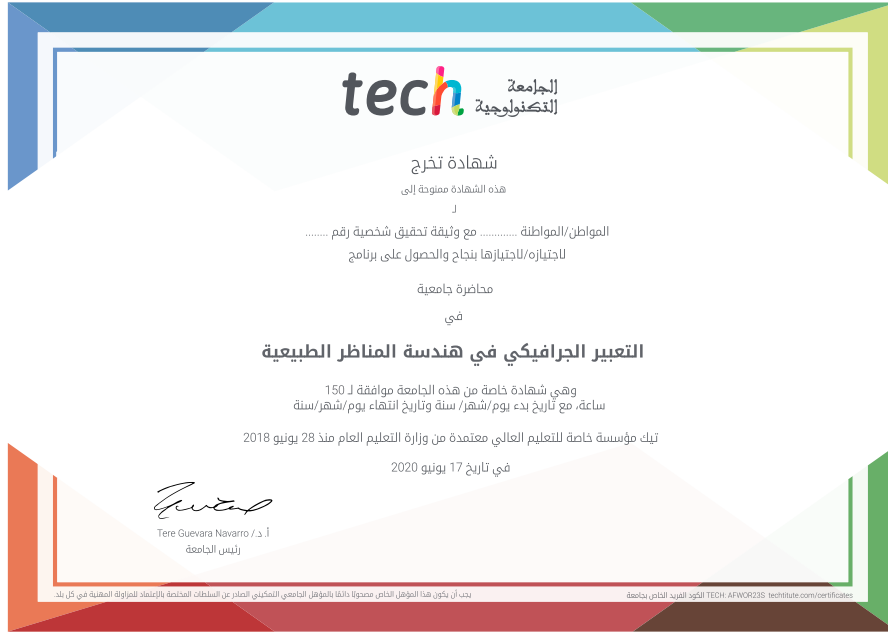 tech الجامعة
التكنولوجية
شهادة تخرج
هذه الشهادة ممنوحة إلى
لـ
المواطن/المواطنة ............. مع وثيقة تحقيق شخصية رقم ........
لاجتيازه/لاجتيازها بنجاح والحصول على برنامج
محاضرة جامعية
في
التعبير الجرافيكي في هندسة المناظر الطبيعية
وهي شهادة خاصة من هذه الجامعة موافقة لـ 150
ساعة، مع تاريخ بدء يوم/شهر/ سنة وتاريخ انتهاء يوم/شهر/سنة
تيك مؤسسة خاصة للتعليم العالي معتمدة من وزارة التعليم العام منذ 28 يونيو 2018
في تاريخ 17 يونيو 2020
أ. د./ Tere Guevara Navarro
رئيس الجامعة
يجب أن يكون هذا المؤهل الخاص مصحوبًا دائمًا بالمؤهل الجامعي التمكيني الصادر عن السلطات المختصة بالإعتماد للمزاولة المهنية في كل بلد.
الكود الفريد الخاص بجامعة TECH: AFWOR23S techtitute.com/certificates